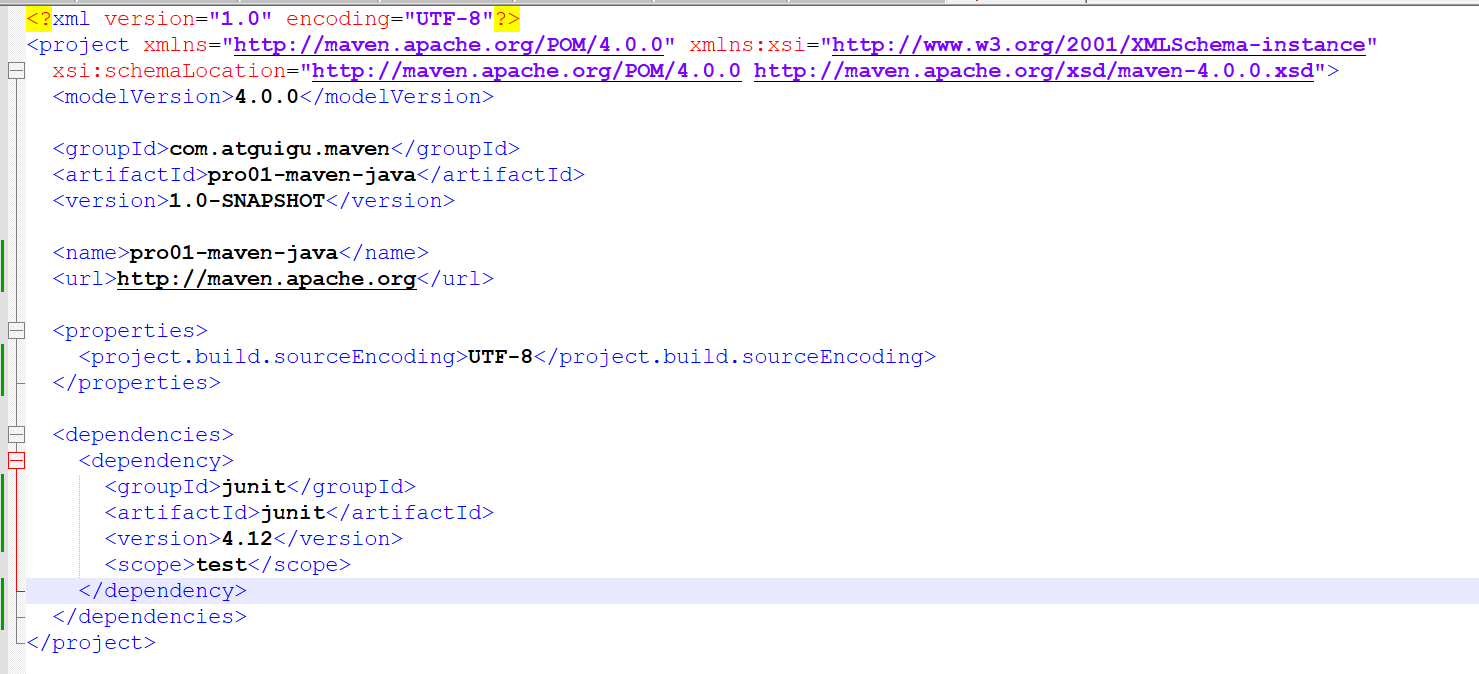 <?xml version="1.0" encoding="UTF-8"?>
<project xmlns="http://maven.apache.org/POM/4.0.0" xmlns:xsi="http://www.w3.org/2001/XMLSchema-instance"
xsi:schemaLocation="http://maven.apache.org/POM/4.0.0 http://maven.apache.org/xsd/maven-4.0.0.xsd">
<modelVersion>4.0.0</modelVersion>
<groupId>com.atguigu.maven</groupId>
<artifactId>pro01-maven-java</artifactId>
<version>1.0-SNAPSHOT</version>
<name>pro01-maven-java</name>
<url>http://maven.apache.org</url>
<properties>
<project.build.sourceEncoding>UTF-8</project.build.sourceEncoding>
</properties>
<dependencies>
<dependency>
<groupId>junit</groupId>
<artifactId>junit</artifactId>
<version>4.12</version>
<scope>test</scope>
</dependency>
</dependencies>
</project>